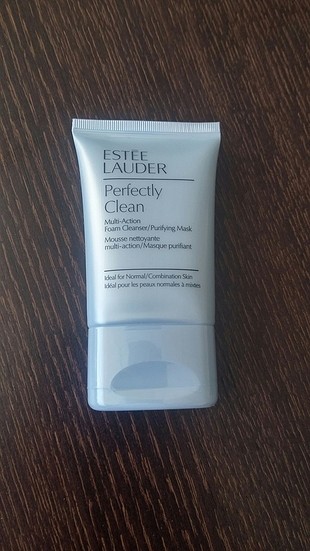 ESTĒE
LAUDER
Perfectly
Clean
Multi-Action
Foam Cleanser/Purifying Mask
Mousse nettoyante
multi-action/Masque purifiant
Ideal for Normal/Combination Skin
Idéal pour les peaux normales à mixtes